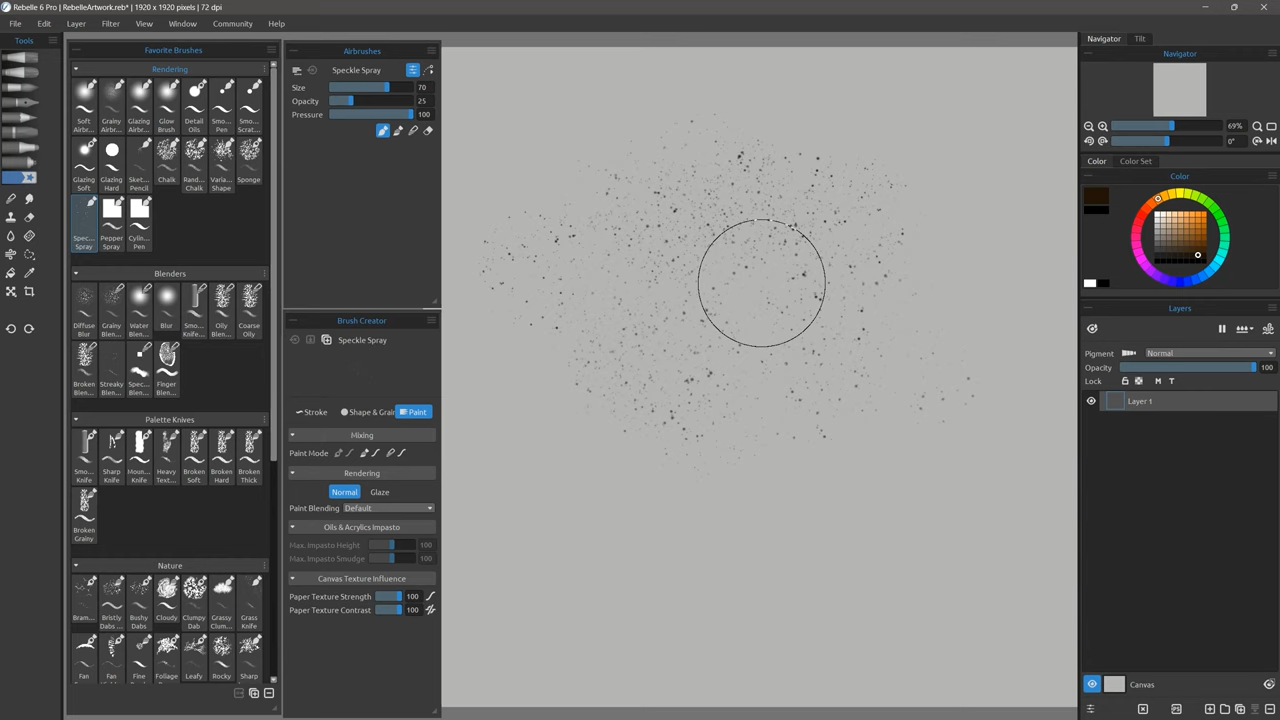 Rebelle 6 Pro | RebelleArtwork.reb* | 1920 x 1920 pixels | 72 dpi
File Edit View Layer Filter View Window Community Help
Tools
Favorite Brushes
Rendering
Soft Airbr... Grainy Airbr... Glazing Airbr... Glow Brush Detail Oils Smo... Pen Smo... Scrat...
Glazing Soft Glazing Hard Sket... Pencil Chalk Rand... Chalk Varia... Shape Sponge
Spec... Spray Pepper Spray Cylin... Pen
Blenders
Diffuse Blur Grainy Blen... Water Blen... Blur Smo... Knife... Oily Blen... Coarse Oily
Broken Blen... Streaky Blen... Spec... Blen... Finger Blen...
Palette Knives
Smo... Knife Sharp Knife Moun... Knife Heavy Text... Broken Soft Broken Hard Broken Thick
Broken Grainy
Nature
Bram... Bristly Dabs Bushy Dabs Cloudy Clumpy Dab Grassy Clum... Grass Knife
Fan Fan Fine Foliage Leafy Rocky Sharp
Airbrushes
Speckle Spray
Size 70
Opacity 25
Pressure 100
Brush Creator
Speckle Spray
Stroke Shape & Grain Paint
Mixing
Paint Mode
Rendering
Normal Glaze
Paint Blending Default
Oils & Acrylics Impasto
Max. Impasto Height 100
Max. Impasto Smudge 100
Canvas Texture Influence
Paper Texture Strength 100
Paper Texture Contrast 100
Navigator Tilt
Navigator
69%
0°
Color Color Set
Color
Layers
Pigment Normal
Opacity 100
Lock M T
Layer 1
Canvas
PS